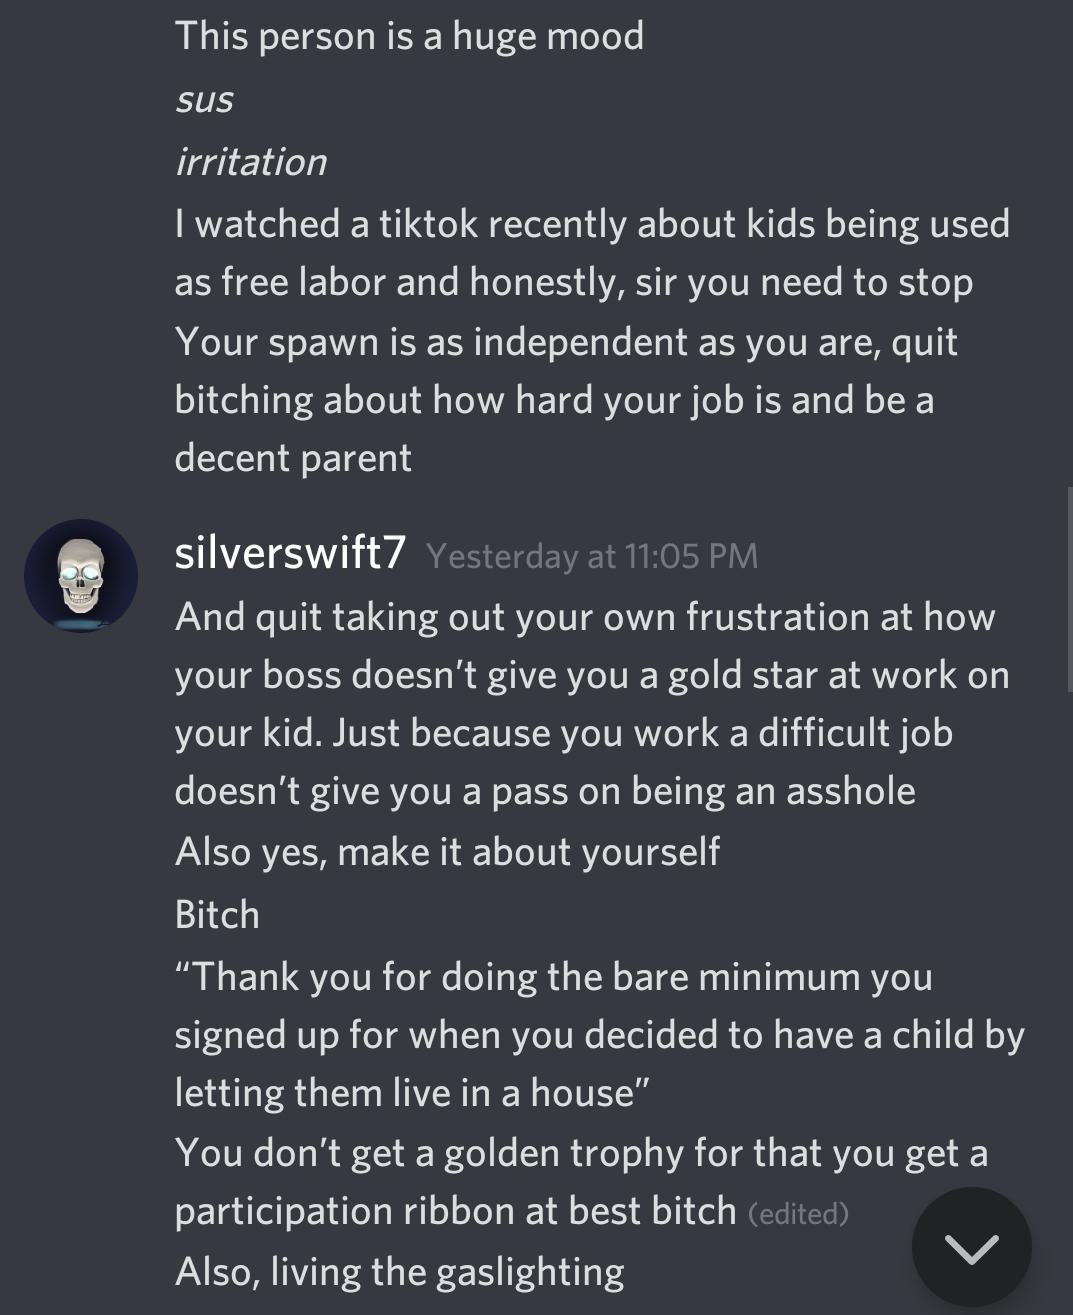 This person is a huge mood
sus
irritation
I watched a tiktok recently about kids being used
as free labor and honestly, sir you need to stop
Your spawn is as independent as you are, quit
bitching about how hard your job is and be a
decent parent
silverswift7 Yesterday at 11:05 PM
And quit taking out your own frustration at how
your boss doesn’t give you a gold star at work on
your kid. Just because you work a difficult job
doesn’t give you a pass on being an asshole
Also yes, make it about yourself
Bitch
“Thank you for doing the bare minimum you
signed up for when you decided to have a child by
letting them live in a house”
You don’t get a golden trophy for that you get a
participation ribbon at best bitch (edited)
Also, living the gaslighting